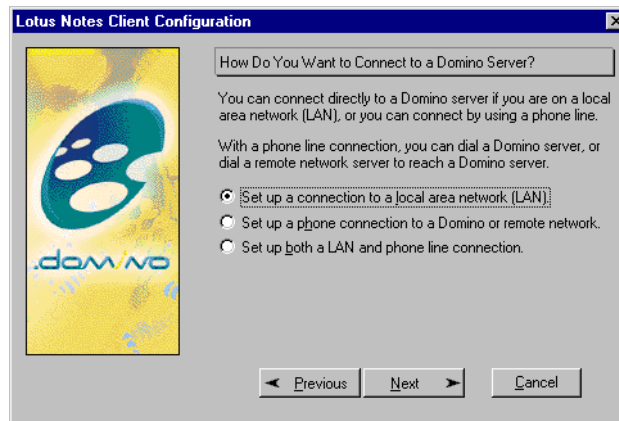 Lotus Notes Client Configuration
How Do You Want to Connect to a Domino Server?
You can connect directly to a Domino server if you are on a local
area network (LAN), or you can connect by using a phone line.
With a phone line connection, you can dial a Domino server, or
dial a remote network server to reach a Domino server.
Set up a connection to a local area network (LAN).
Set up a phone connection to a Domino or remote network.
Set up both a LAN and phone line connection.
.domino
Previous Next Cancel